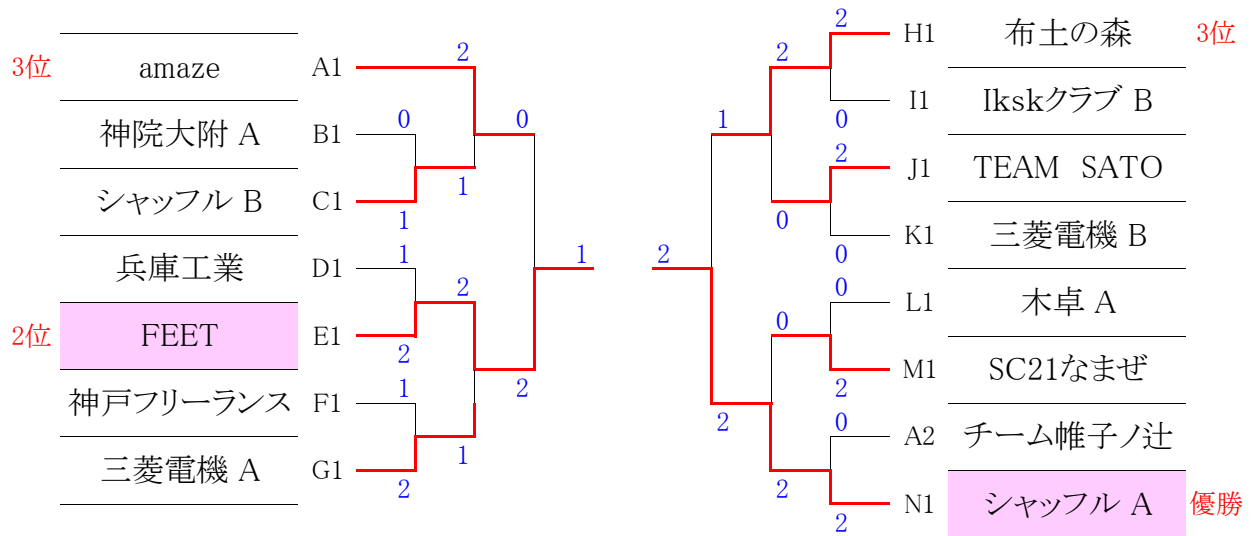 3位 amaze A1 2
神院大附 A B1 0 0
シャッフル B C1 1 1
兵庫工業 D1 1 1
2位 FEET E1 2 2
神戸フリーランス F1 1 2
三菱電機 A G1 2 1
2 H1 布土の森 3位
2 I1 Ikskクラブ B
1 0
2 J1 TEAM SATO
0 K1 三菱電機 B
2 0
0 L1 木卓 A
0 M1 SC21なまぜ
2
2 0 A2 チーム帷子ノ辻
2 N1 シャッフル A 優勝
2